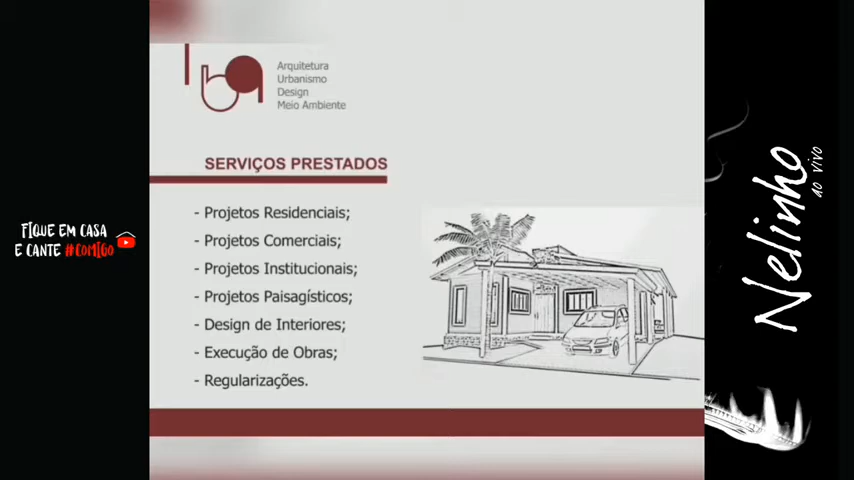 Arquitetura
Urbanismo
Design
Meio Ambiente
SERVIÇOS PRESTADOS
- Projetos Residenciais;
- Projetos Comerciais;
- Projetos Institucionais;
- Projetos Paisagísticos;
- Design de Interiores;
- Execução de Obras;
- Regularizações.
FIQUE EM CASA
E CANTE #COMIGO
Nelinho
ao vivo